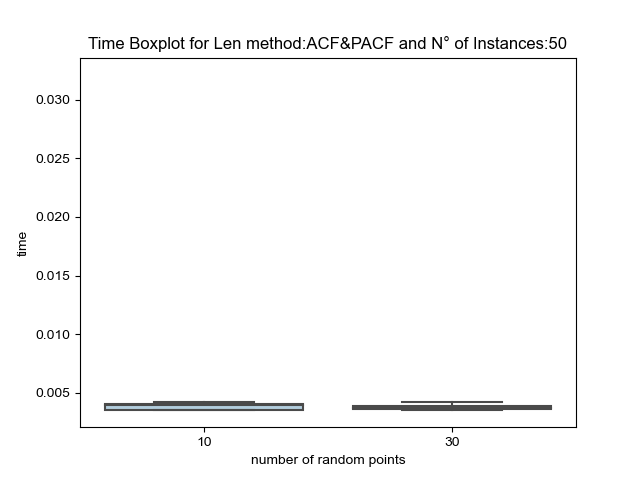 Time Boxplot for Len method:ACF&PACF and N° of Instances:50
0.030
0.025
0.020
0.015
0.010
0.005
time
10
30
number of random points